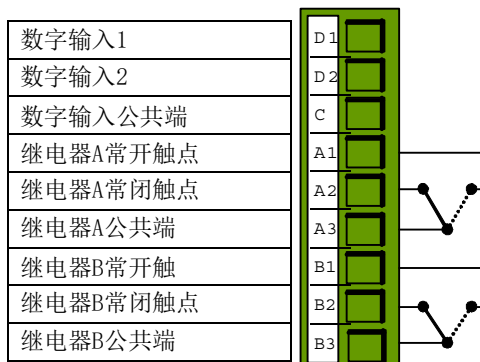 数字输入1 D1
数字输入2 D2
数字输入公共端 C
继电器A常开触点 A1
继电器A常闭触点 A2
继电器A公共端 A3
继电器B常开触 B1
继电器B常闭触点 B2
继电器B公共端 B3